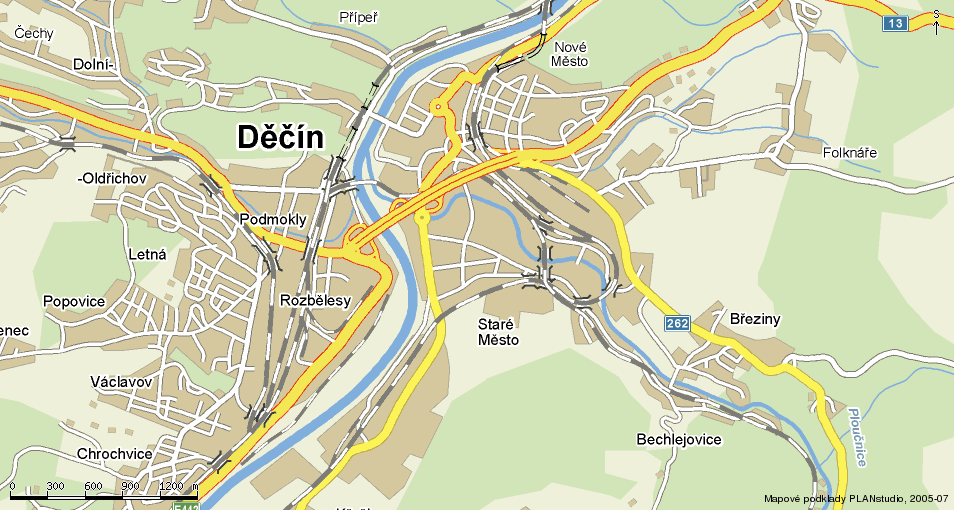 Přípeř
13
S
Čechy
Nové
Město
Dolní-
Děčín
Folknáře
-Oldřichov
Podmokly
Letná
Popovice
Rozbělesy
Staré
Město
262
Březiny
enec
Václavov
Ploučnice
Bechlejovice
Chrochvice
0 300 600 900 1200 m
E442
Mapové podklady PLANstudio, 2005-07